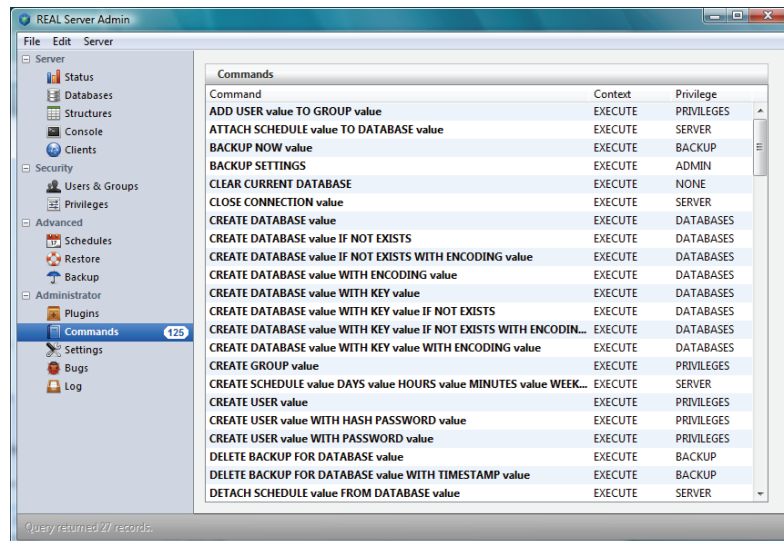 REAL Server Admin
File Edit Server
Server
Status
Databases
Structures
Console
Clients
Security
Users & Groups
Privileges
Advanced
Schedules
Restore
Backup
Administrator
Plugins
Commands 125
Settings
Bugs
Log
Commands
Command Context Privilege
ADD USER value TO GROUP value EXECUTE PRIVILEGES
ATTACH SCHEDULE value TO DATABASE value EXECUTE SERVER
BACKUP NOW value EXECUTE BACKUP
BACKUP SETTINGS EXECUTE ADMIN
CLEAR CURRENT DATABASE EXECUTE NONE
CLOSE CONNECTION value EXECUTE SERVER
CREATE DATABASE value EXECUTE DATABASES
CREATE DATABASE value IF NOT EXISTS EXECUTE DATABASES
CREATE DATABASE value IF NOT EXISTS WITH ENCODING value EXECUTE DATABASES
CREATE DATABASE value WITH ENCODING value EXECUTE DATABASES
CREATE DATABASE value WITH KEY value EXECUTE DATABASES
CREATE DATABASE value WITH KEY value IF NOT EXISTS EXECUTE DATABASES
CREATE DATABASE value WITH KEY value IF NOT EXISTS WITH ENCODIN... EXECUTE DATABASES
CREATE DATABASE value WITH KEY value WITH ENCODING value EXECUTE DATABASES
CREATE GROUP value EXECUTE PRIVILEGES
CREATE SCHEDULE value DAYS value HOURS value MINUTES value WEEK... EXECUTE SERVER
CREATE USER value EXECUTE PRIVILEGES
CREATE USER value WITH HASH PASSWORD value EXECUTE PRIVILEGES
CREATE USER value WITH PASSWORD value EXECUTE PRIVILEGES
DELETE BACKUP FOR DATABASE value EXECUTE BACKUP
DELETE BACKUP FOR DATABASE value WITH TIMESTAMP value EXECUTE BACKUP
DETACH SCHEDULE value FROM DATABASE value EXECUTE SERVER
Query returned 27 records.